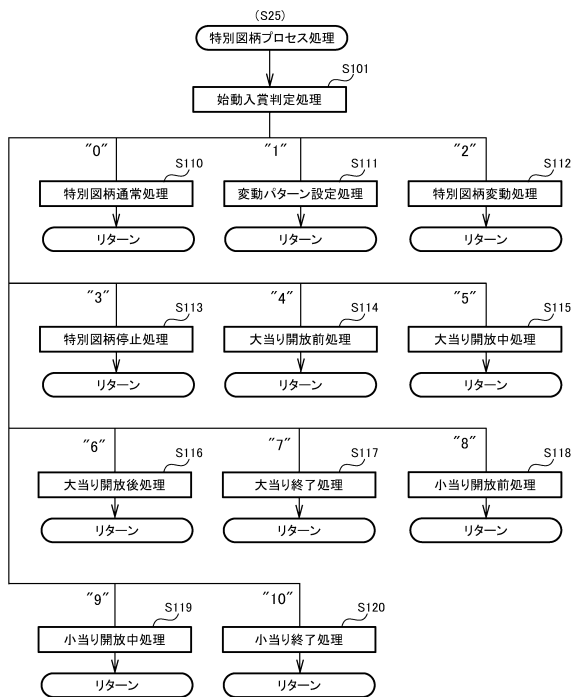 (S25)
特別図柄プロセス処理
S101
始動入賞判定処理
"0"
"1"
"2"
S110
S111
S112
特別図柄通常処理
変動パターン設定処理
特別図柄変動処理
リターン
リターン
リターン
"3"
"4"
"5"
S113
S114
S115
特別図柄停止処理
大当り開放前処理
大当り開放中処理
リターン
リターン
リターン
"6"
"7"
"8"
S116
S117
S118
大当り開放後処理
大当り終了処理
小当り開放前処理
リターン
リターン
リターン
"9"
"10"
S119
S120
小当り開放中処理
小当り終了処理
リターン
リターン